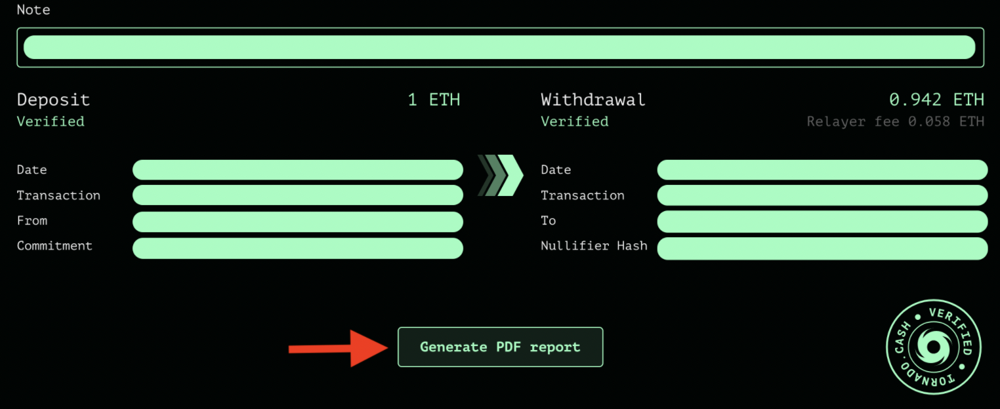 Note
Deposit
1 ETH
Verified
Withdrawal
0.942 ETH
Verified
Relayer fee 0.058 ETH
Date
Transaction
From
Commitment
Date
Transaction
To
Nullifier Hash
Generate PDF report
TORNADO.CASH • VERIFIED •